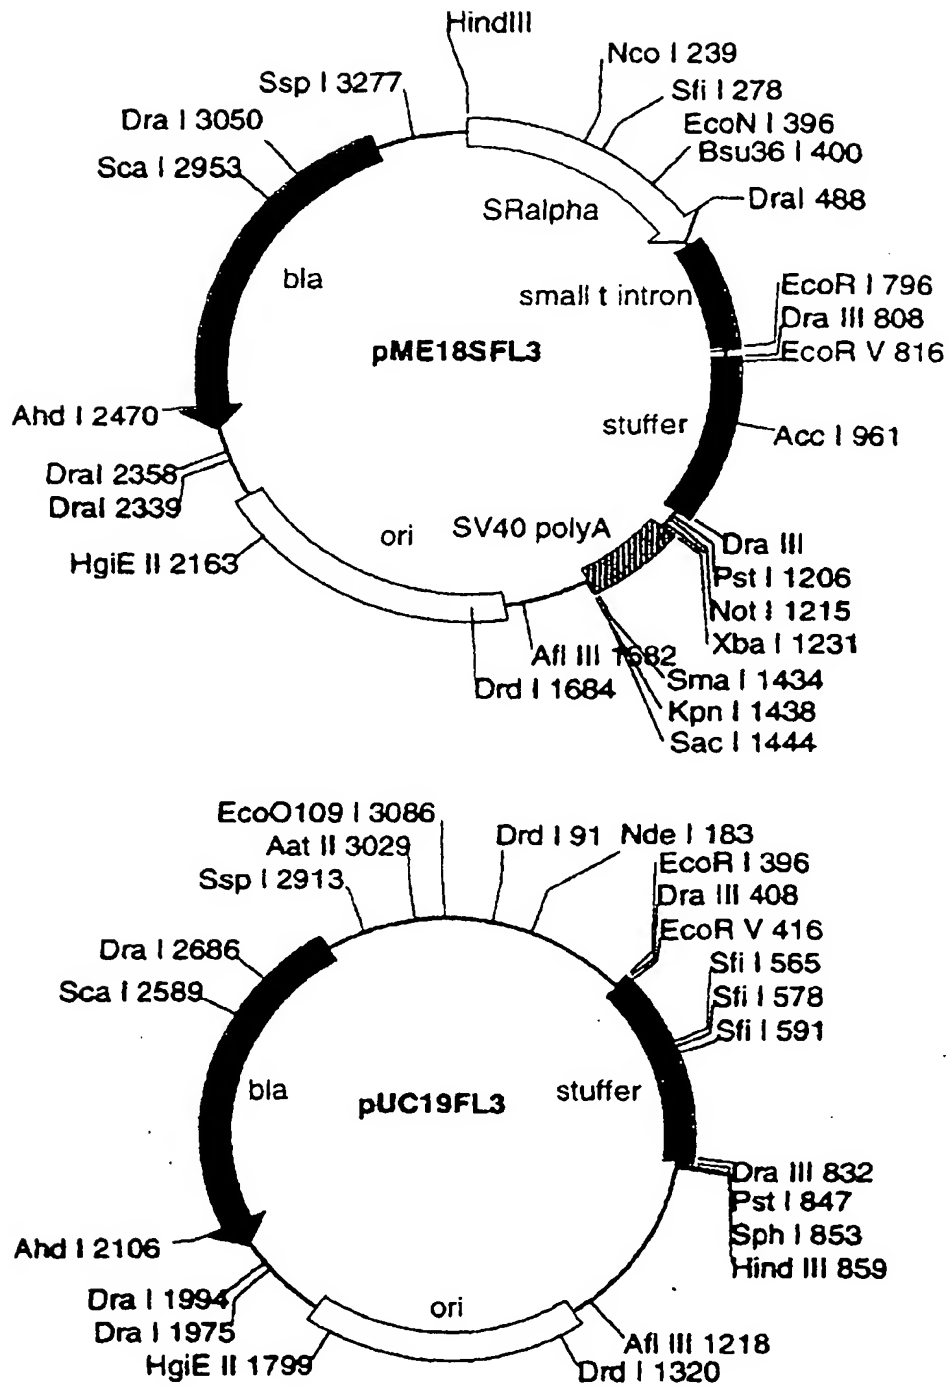 HindIII
Nco I 239
Ssp I 3277
Sfi I 278
Dra I 3050
EcoN I 396
Sca I 2953
Bsu36 I 400
DraI 488
SRalpha
bla
small t intron
EcoR I 796
Dra III 808
pME18SFL3
EcoR V 816
Ahd I 2470
stuffer
Acc I 961
DraI 2358
DraI 2339
ori
SV40 polyA
Dra III
HgiE II 2163
Pst I 1206
Not I 1215
Xba I 1231
Afl III 1682
Drd I 1684
Sma I 1434
Kpn I 1438
Sac I 1444
EcoO109 I 3086
Drd I 91
Nde I 183
Aat II 3029
EcoR I 396
Ssp I 2913
Dra III 408
EcoR V 416
Dra I 2686
Sfi I 565
Sca I 2589
Sfi I 578
Sfi I 591
bla
pUC19FL3
stuffer
Dra III 832
Pst I 847
Sph I 853
Ahd I 2106
Hind III 859
Dra I 1994
ori
Dra I 1975
Afl III 1218
HgiE II 1799
Drd I 1320